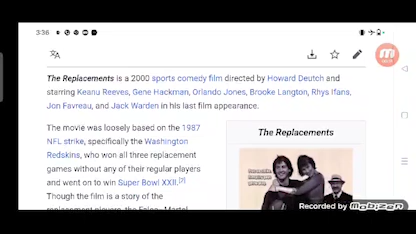 3:36
The Replacements is a 2000 sports comedy film directed by Howard Deutch and
starring Keanu Reeves, Gene Hackman, Orlando Jones, Brooke Langton, Rhys Ifans,
Jon Favreau, and Jack Warden in his last film appearance.
The movie was loosely based on the 1987
NFL strike, specifically the Washington
Redskins, who won all three replacement
games without any of their regular players
and went on to win Super Bowl XXII.[2]
Though the film is a story of the
The Replacements
Recorded by Mobizen